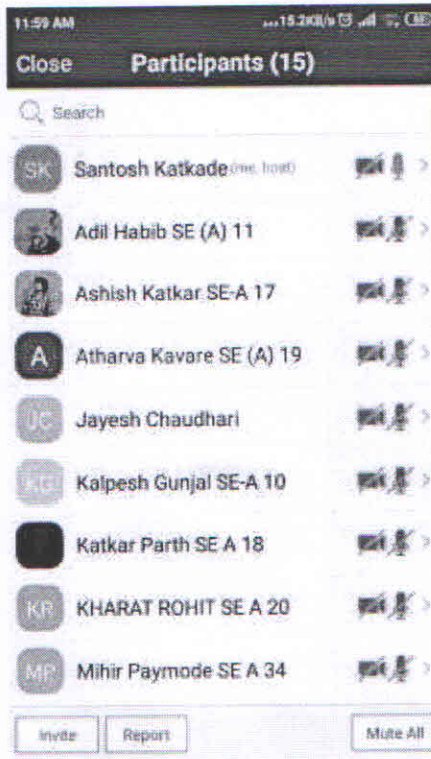 11:59 AM ...15.2KB/s
Close Participants (15)
Search
SK Santosh Katkade (me, host)
Adil Habib SE (A) 11
Ashish Katkar SE-A 17
A Atharva Kavare SE (A) 19
JC Jayesh Chaudhari
KG Kalpesh Gunjal SE-A 10
Katkar Parth SE A 18
KR KHARAT ROHIT SE A 20
MP Mihir Paymode SE A 34
Invite Report Mute All